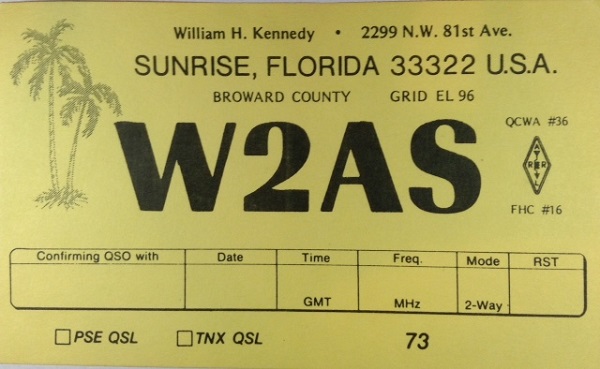 William H. Kennedy • 2299 N.W. 81st Ave.
SUNRISE, FLORIDA 33322 U.S.A.
BROWARD COUNTY GRID EL 96
QCWA #36
W2AS
A
R R
L
FHC #16
Confirming QSO with Date Time Freq. Mode RST
GMT MHz 2-Way
PSE QSL TNX QSL 73